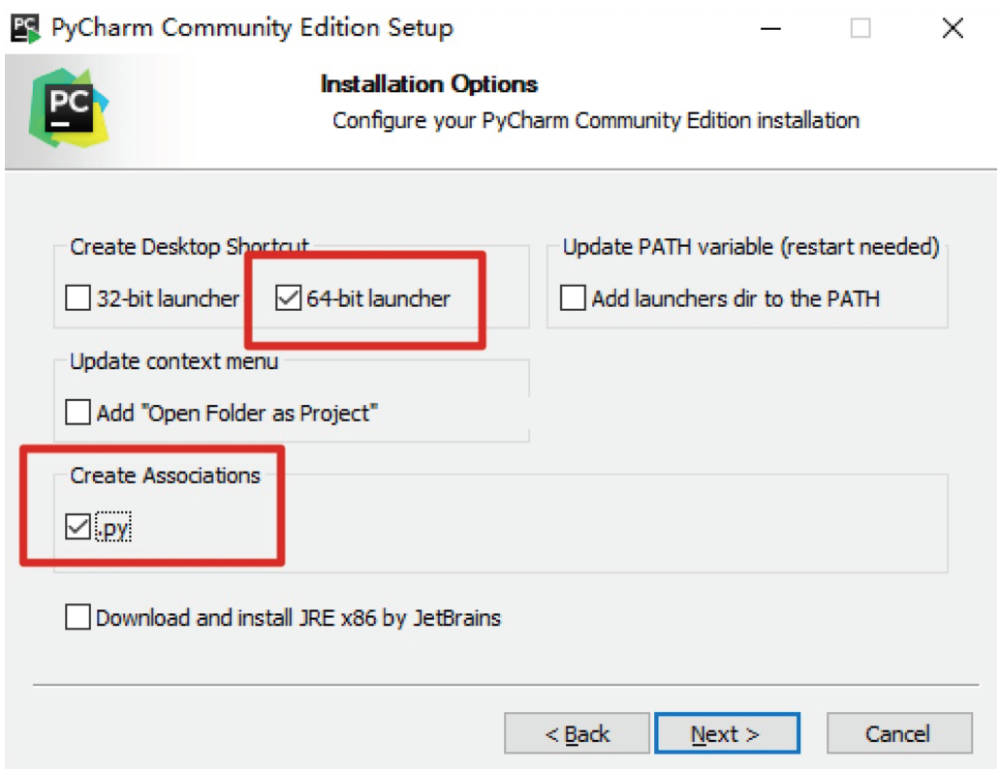 PyCharm Community Edition Setup
PC
Installation Options
Configure your PyCharm Community Edition installation
Create Desktop Shortcut
32-bit launcher
64-bit launcher
Update PATH variable (restart needed)
Add launchers dir to the PATH
Update context menu
Add "Open Folder as Project"
Create Associations
.py
Download and install JRE x86 by JetBrains
< Back
Next >
Cancel